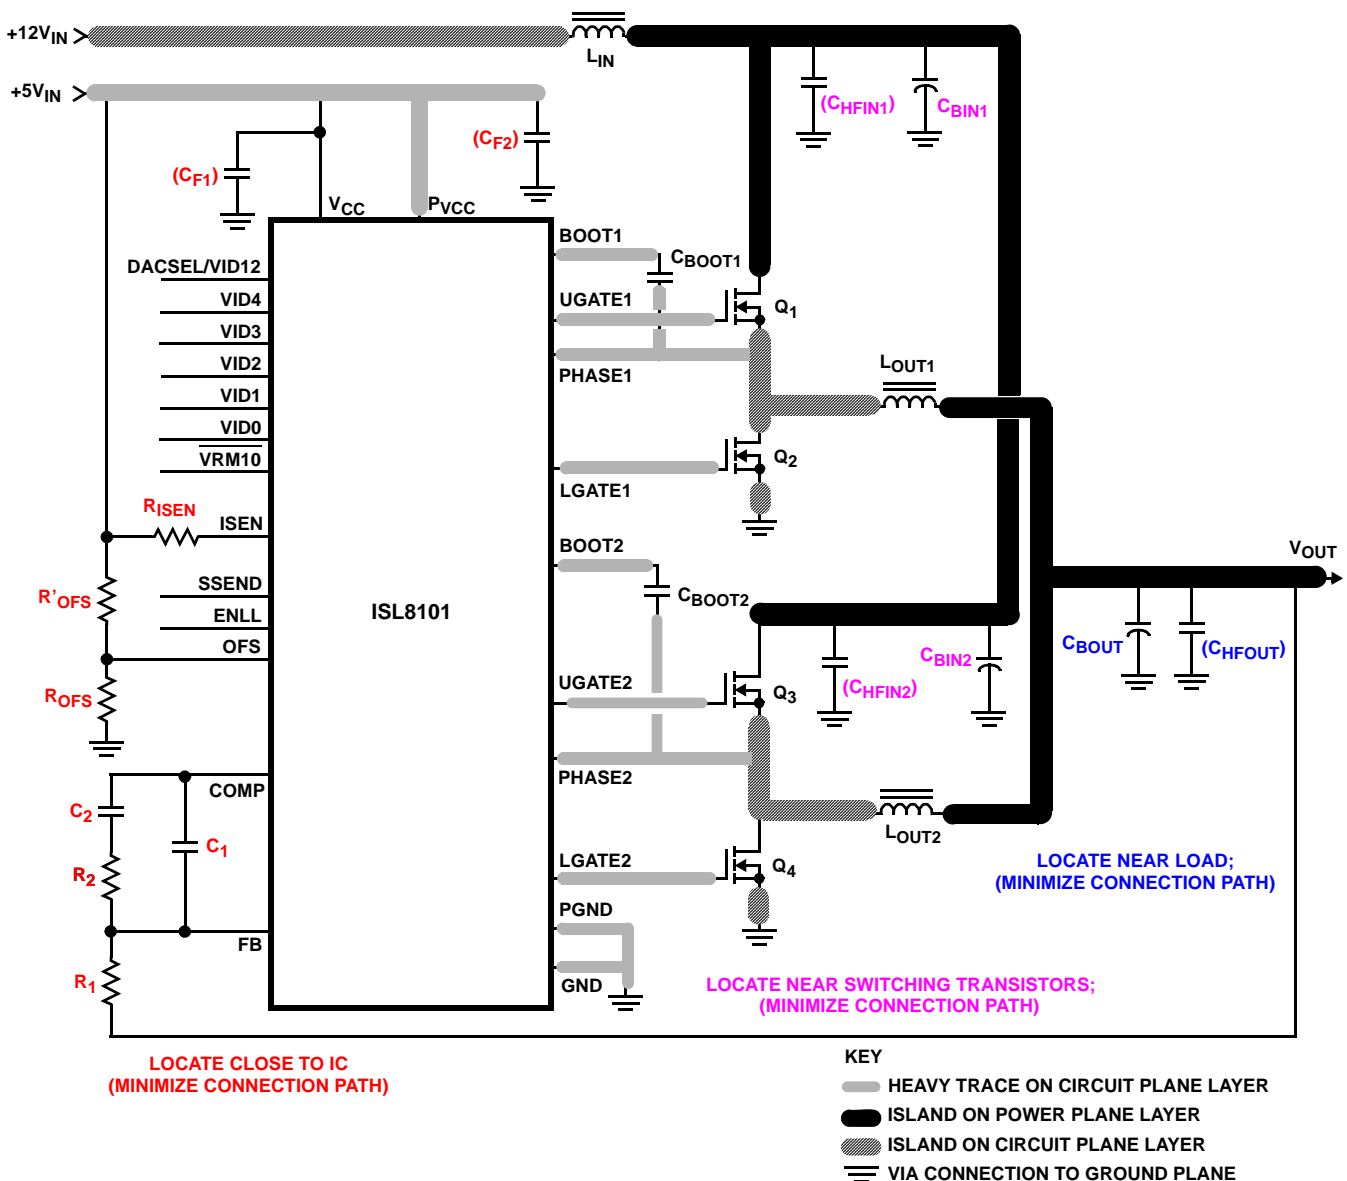 +12VIN
LIN
+5VIN
(CHFIN1)
CBIN1
(CF2)
(CF1)
VCC
PVCC
BOOT1
CBOOT1
DACSEL/VID12
VID4
UGATE1
Q1
VID3
VID2
PHASE1
LOUT1
VID1
VID0
VRM10
Q2
LGATE1
RISEN
ISEN
BOOT2
VOUT
SSEND
R'OFS
CBOOT2
ISL8101
ENLL
OFS
CBOUT
(CHFOUT)
CBIN2
(CHFIN2)
ROFS
UGATE2
Q3
PHASE2
COMP
C2
C1
LOUT2
R2
LGATE2
Q4
LOCATE NEAR LOAD;
(MINIMIZE CONNECTION PATH)
PGND
FB
R1
GND
LOCATE NEAR SWITCHING TRANSISTORS;
(MINIMIZE CONNECTION PATH)
LOCATE CLOSE TO IC
(MINIMIZE CONNECTION PATH)
KEY
HEAVY TRACE ON CIRCUIT PLANE LAYER
ISLAND ON POWER PLANE LAYER
ISLAND ON CIRCUIT PLANE LAYER
VIA CONNECTION TO GROUND PLANE